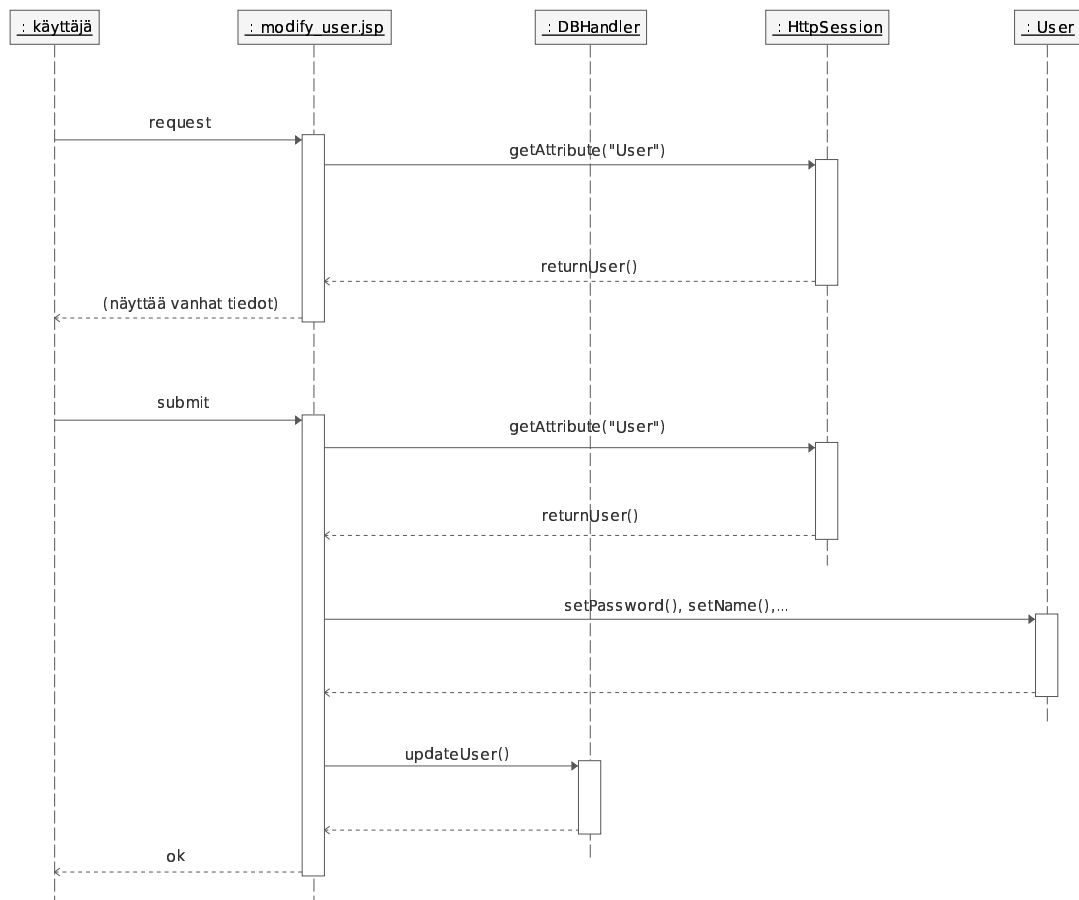 : käyttäjä
: modify_user.jsp
: DBHandler
: HttpSession
: User
request
getAttribute("User")
returnUser()
(näyttää vanhat tiedot)
submit
getAttribute("User")
returnUser()
setPassword(), setName(),...
updateUser()
ok